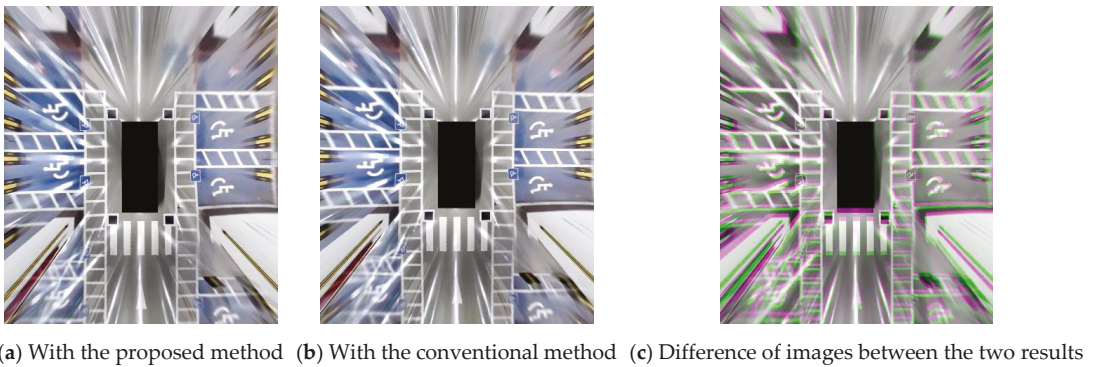 (a) With the proposed method (b) With the conventional method (c) Difference of images between the two results